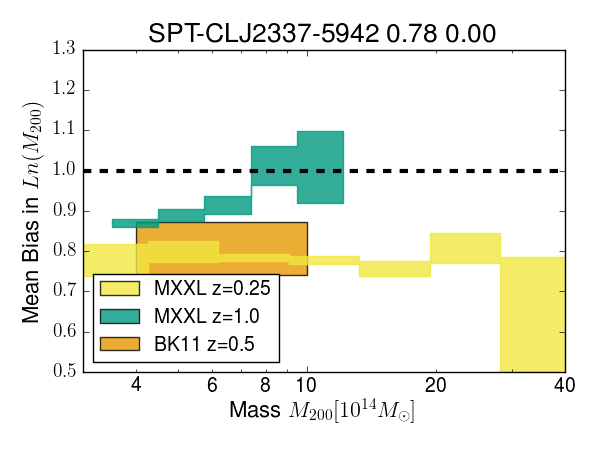 SPT-CLJ2337-5942 0.78 0.00
1.3
1.2
1.1
1.0
0.9
0.8
0.7
0.6
0.5
Mean Bias in Ln(M200)
MXXL z=0.25
MXXL z=1.0
BK11 z=0.5
4 6 8 10 20 40
Mass M200[10^14 M⊙]